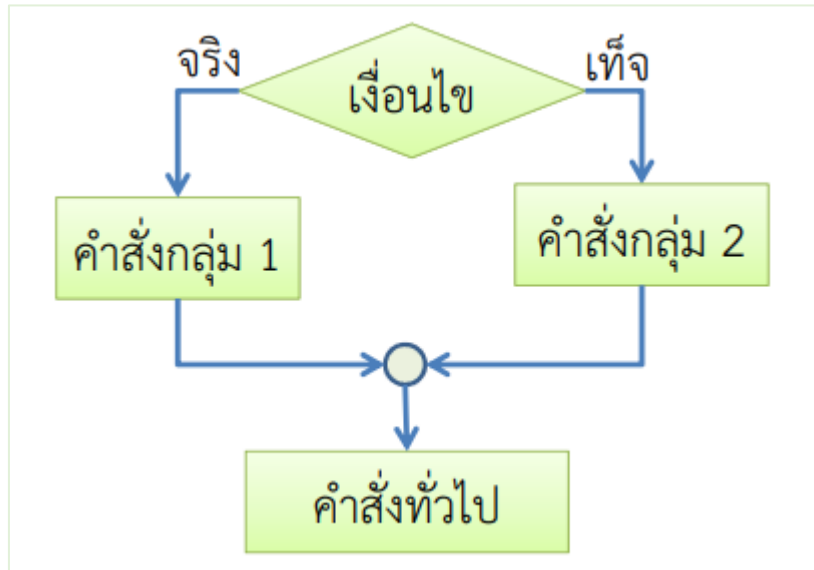 จริง
เงื่อนไข
เท็จ
คำสั่งกลุ่ม 1
คำสั่งกลุ่ม 2
คำสั่งทั่วไป